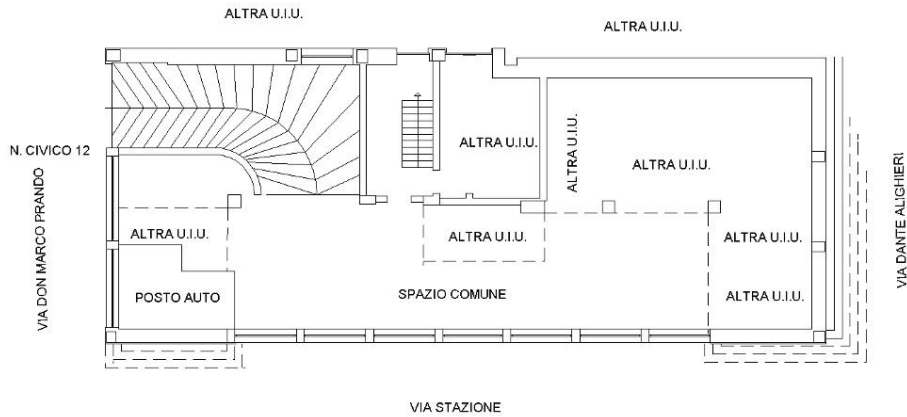 ALTRA U.I.U.
ALTRA U.I.U.
N. CIVICO 12
VIA DON MARCO PRANDO
ALTRA U.I.U.
ALTRA U.I.U.
ALTRA U.I.U.
VIA DANTE ALIGHIERI
ALTRA U.I.U.
ALTRA U.I.U.
ALTRA U.I.U.
POSTO AUTO
SPAZIO COMUNE
ALTRA U.I.U.
VIA STAZIONE